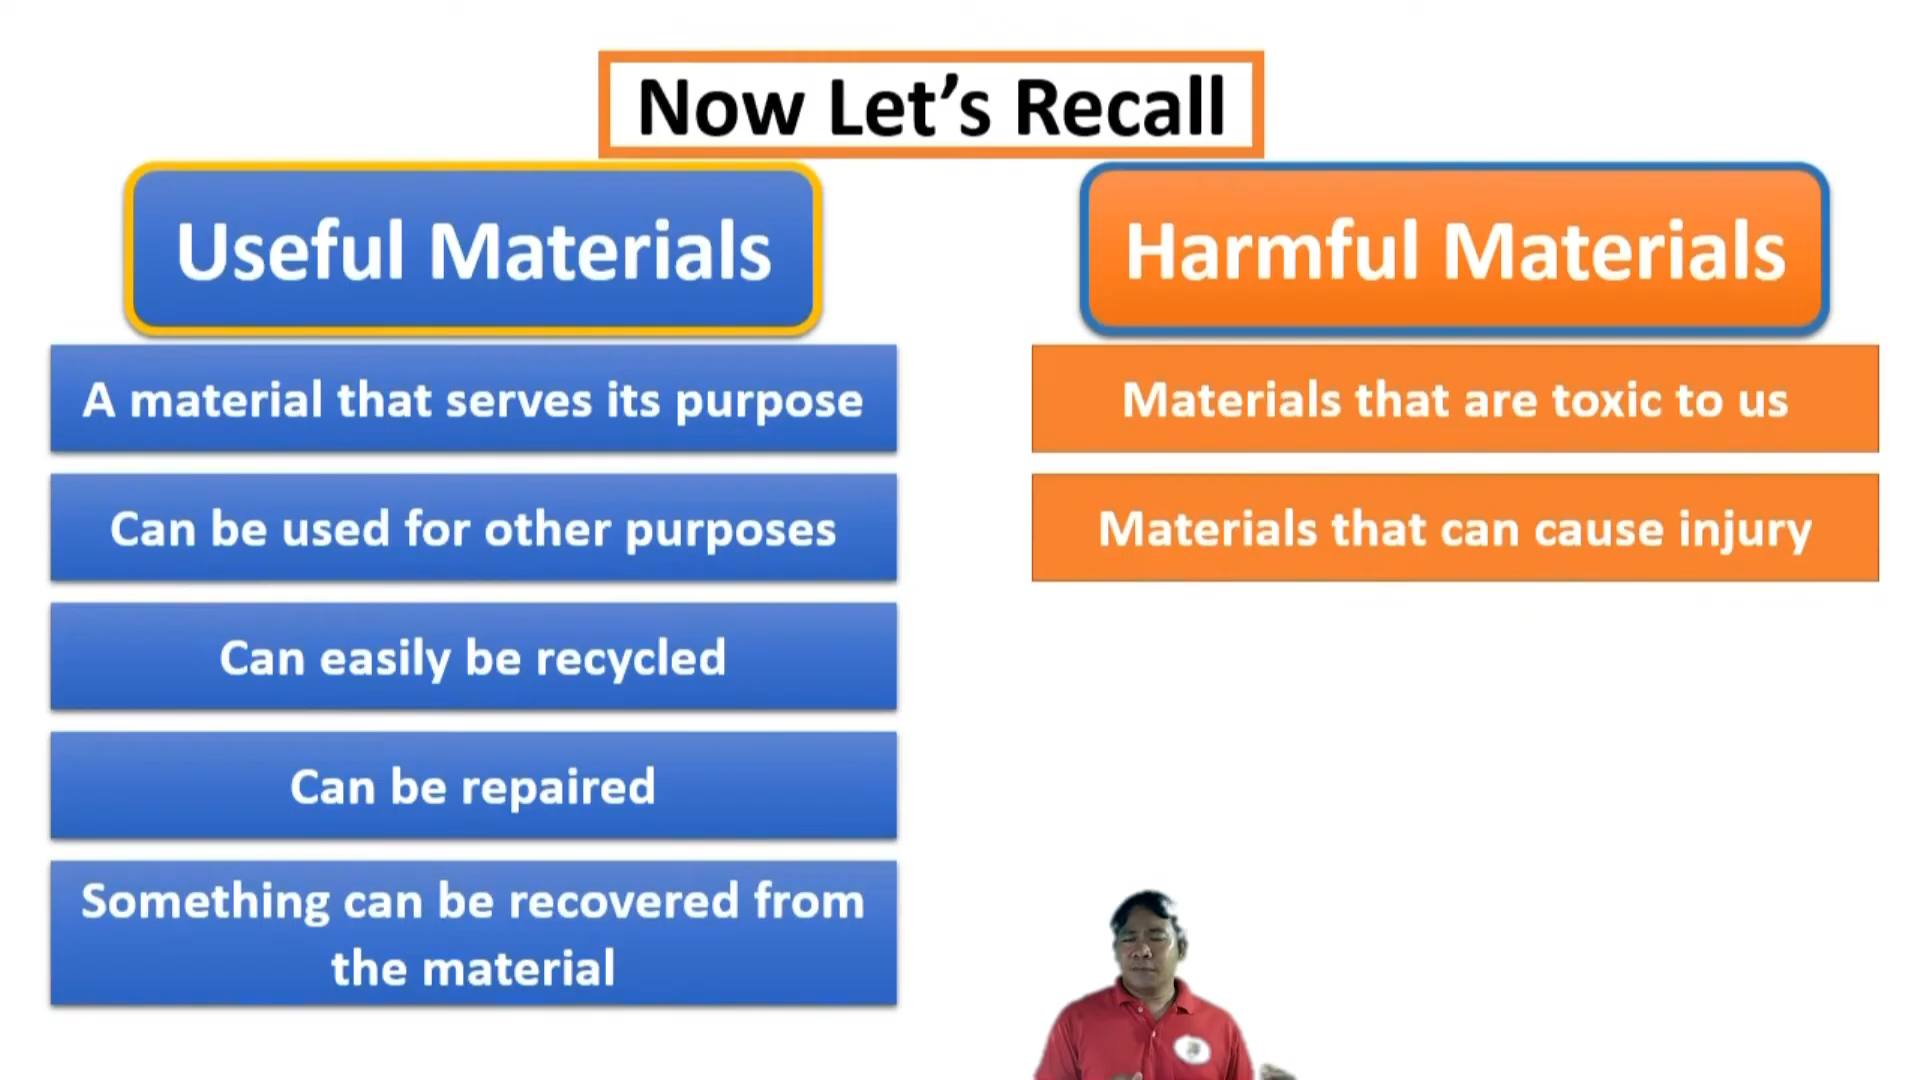 Now Let’s Recall
Useful Materials
A material that serves its purpose
Can be used for other purposes
Can easily be recycled
Can be repaired
Something can be recovered from
the material
Harmful Materials
Materials that are toxic to us
Materials that can cause injury